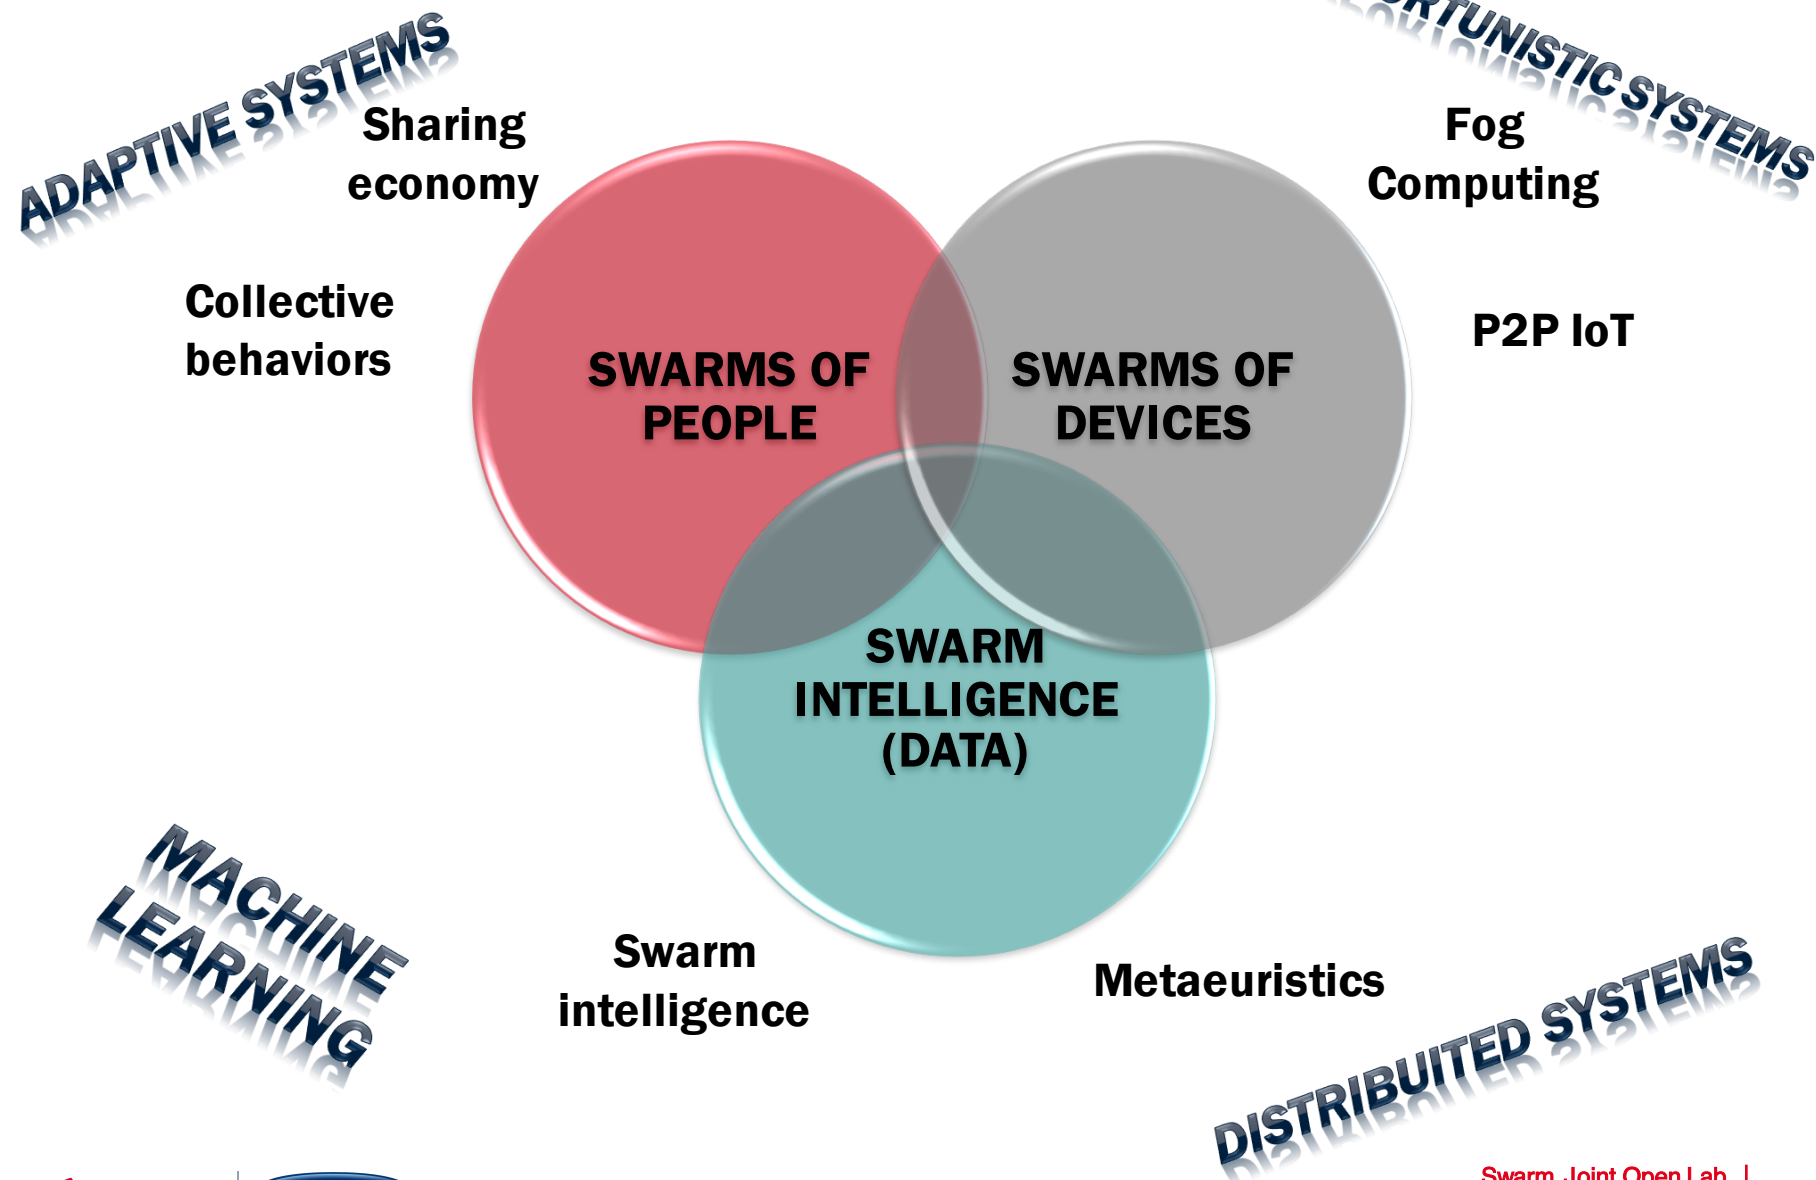 ADAPTIVE SYSTEMS
Sharing
economy
SYSTEMS
Fog
Computing
Collective
behaviors
P2P IoT
SWARMS OF
PEOPLE
SWARMS OF
DEVICES
SWARM
INTELLIGENCE
(DATA)
MACHINE
LEARNING
Swarm
intelligence
Metaeuristics
DISTRIBUITED SYSTEMS
Swarm Joint Open Lab |